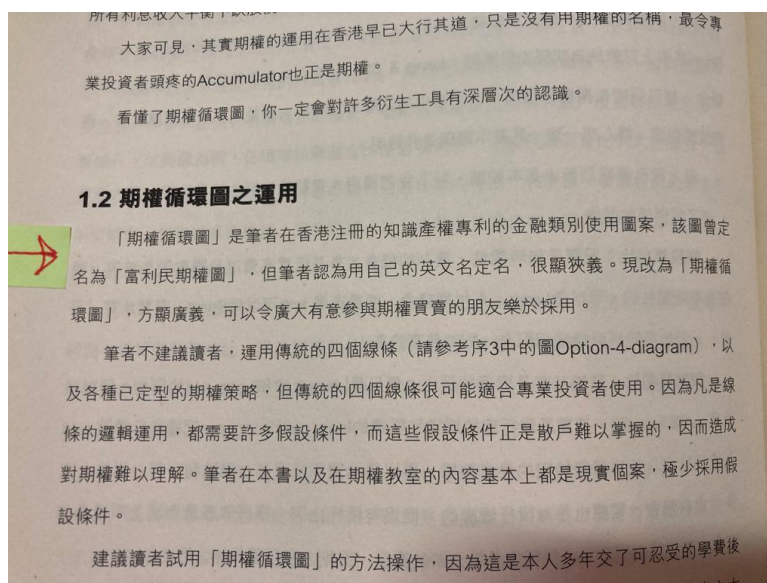 所有利息收入平衡
大家可見，其實期權的運用在香港早已大行其道，只是沒有用期權的名稱，最令專
業投資者頭疼的Accumulator也正是期權。
看懂了期權循環圖，你一定會對許多衍生工具有深層次的認識。
1.2 期權循環圖之運用
「期權循環圖」是筆者在香港注冊的知識產權專利的金融類別使用圖案，該圖曾定
名為「富利民期權圖」，但筆者認為用自己的英文名定名，很顯狹義。現改為「期權循
環圖」，方顯廣義，可以令廣大有意參與期權買賣的朋友樂於採用。
筆者不建議讀者，運用傳統的四個線條（請參考序3中的圖Option-4-diagram），以
及各種已定型的期權策略，但傳統的四個線條很可能適合專業投資者使用。因為凡是線
條的邏輯運用，都需要許多假設條件，而這些假設條件正是散戶難以掌握的，因而造成
對期權難以理解。筆者在本書以及在期權教室的內容基本上都是現實個案，極少採用假
設條件。
建議讀者試用「期權循環圖」的方法操作，因為這是本人多年交了可忍受的學費後